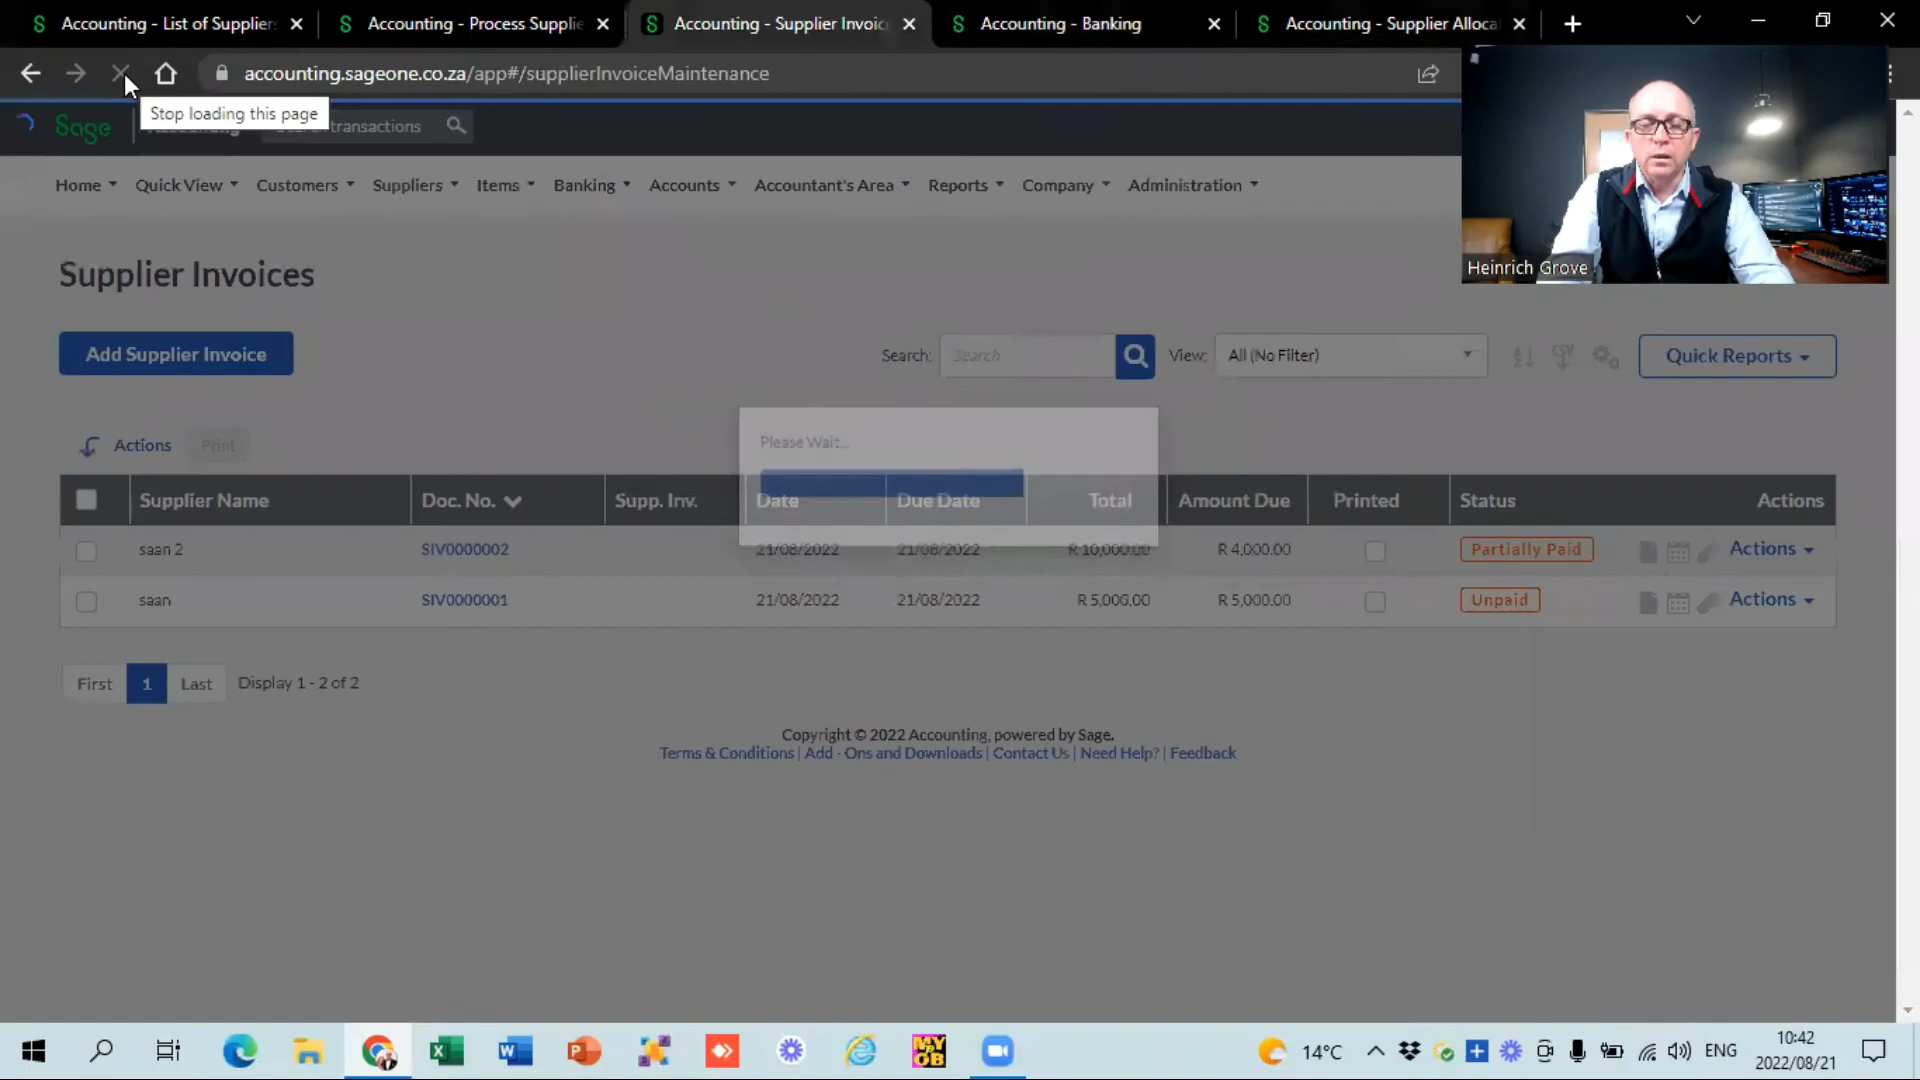 Accounting - List of Suppliers
Accounting - Process Supplie
Accounting - Supplier Invoic
Accounting - Banking
Accounting - Supplier Alloca
accounting.sageone.co.za/app#/supplierInvoiceMaintenance
Stop loading this page
Sage
transactions
Home
Quick View
Customers
Suppliers
Items
Banking
Accounts
Accountant's Area
Reports
Company
Administration
Heinrich Grove
Supplier Invoices
Add Supplier Invoice
Search: Search
View: All (No Filter)
Quick Reports
Actions Print
Please Wait...
Supplier Name Doc. No. Supp. Inv. Date Due Date Total Amount Due Printed Status Actions
saan 2 SIV0000002 21/08/2022 21/08/2022 R 10,000.00 R 4,000.00 Partially Paid Actions
saan SIV0000001 21/08/2022 21/08/2022 R 5,000.00 R 5,000.00 Unpaid Actions
First 1 Last Display 1 - 2 of 2
Copyright © 2022 Accounting, powered by Sage.
Terms & Conditions | Add - Ons and Downloads | Contact Us | Need Help? | Feedback
MY
OB
14°C
ENG
10:42
2022/08/21